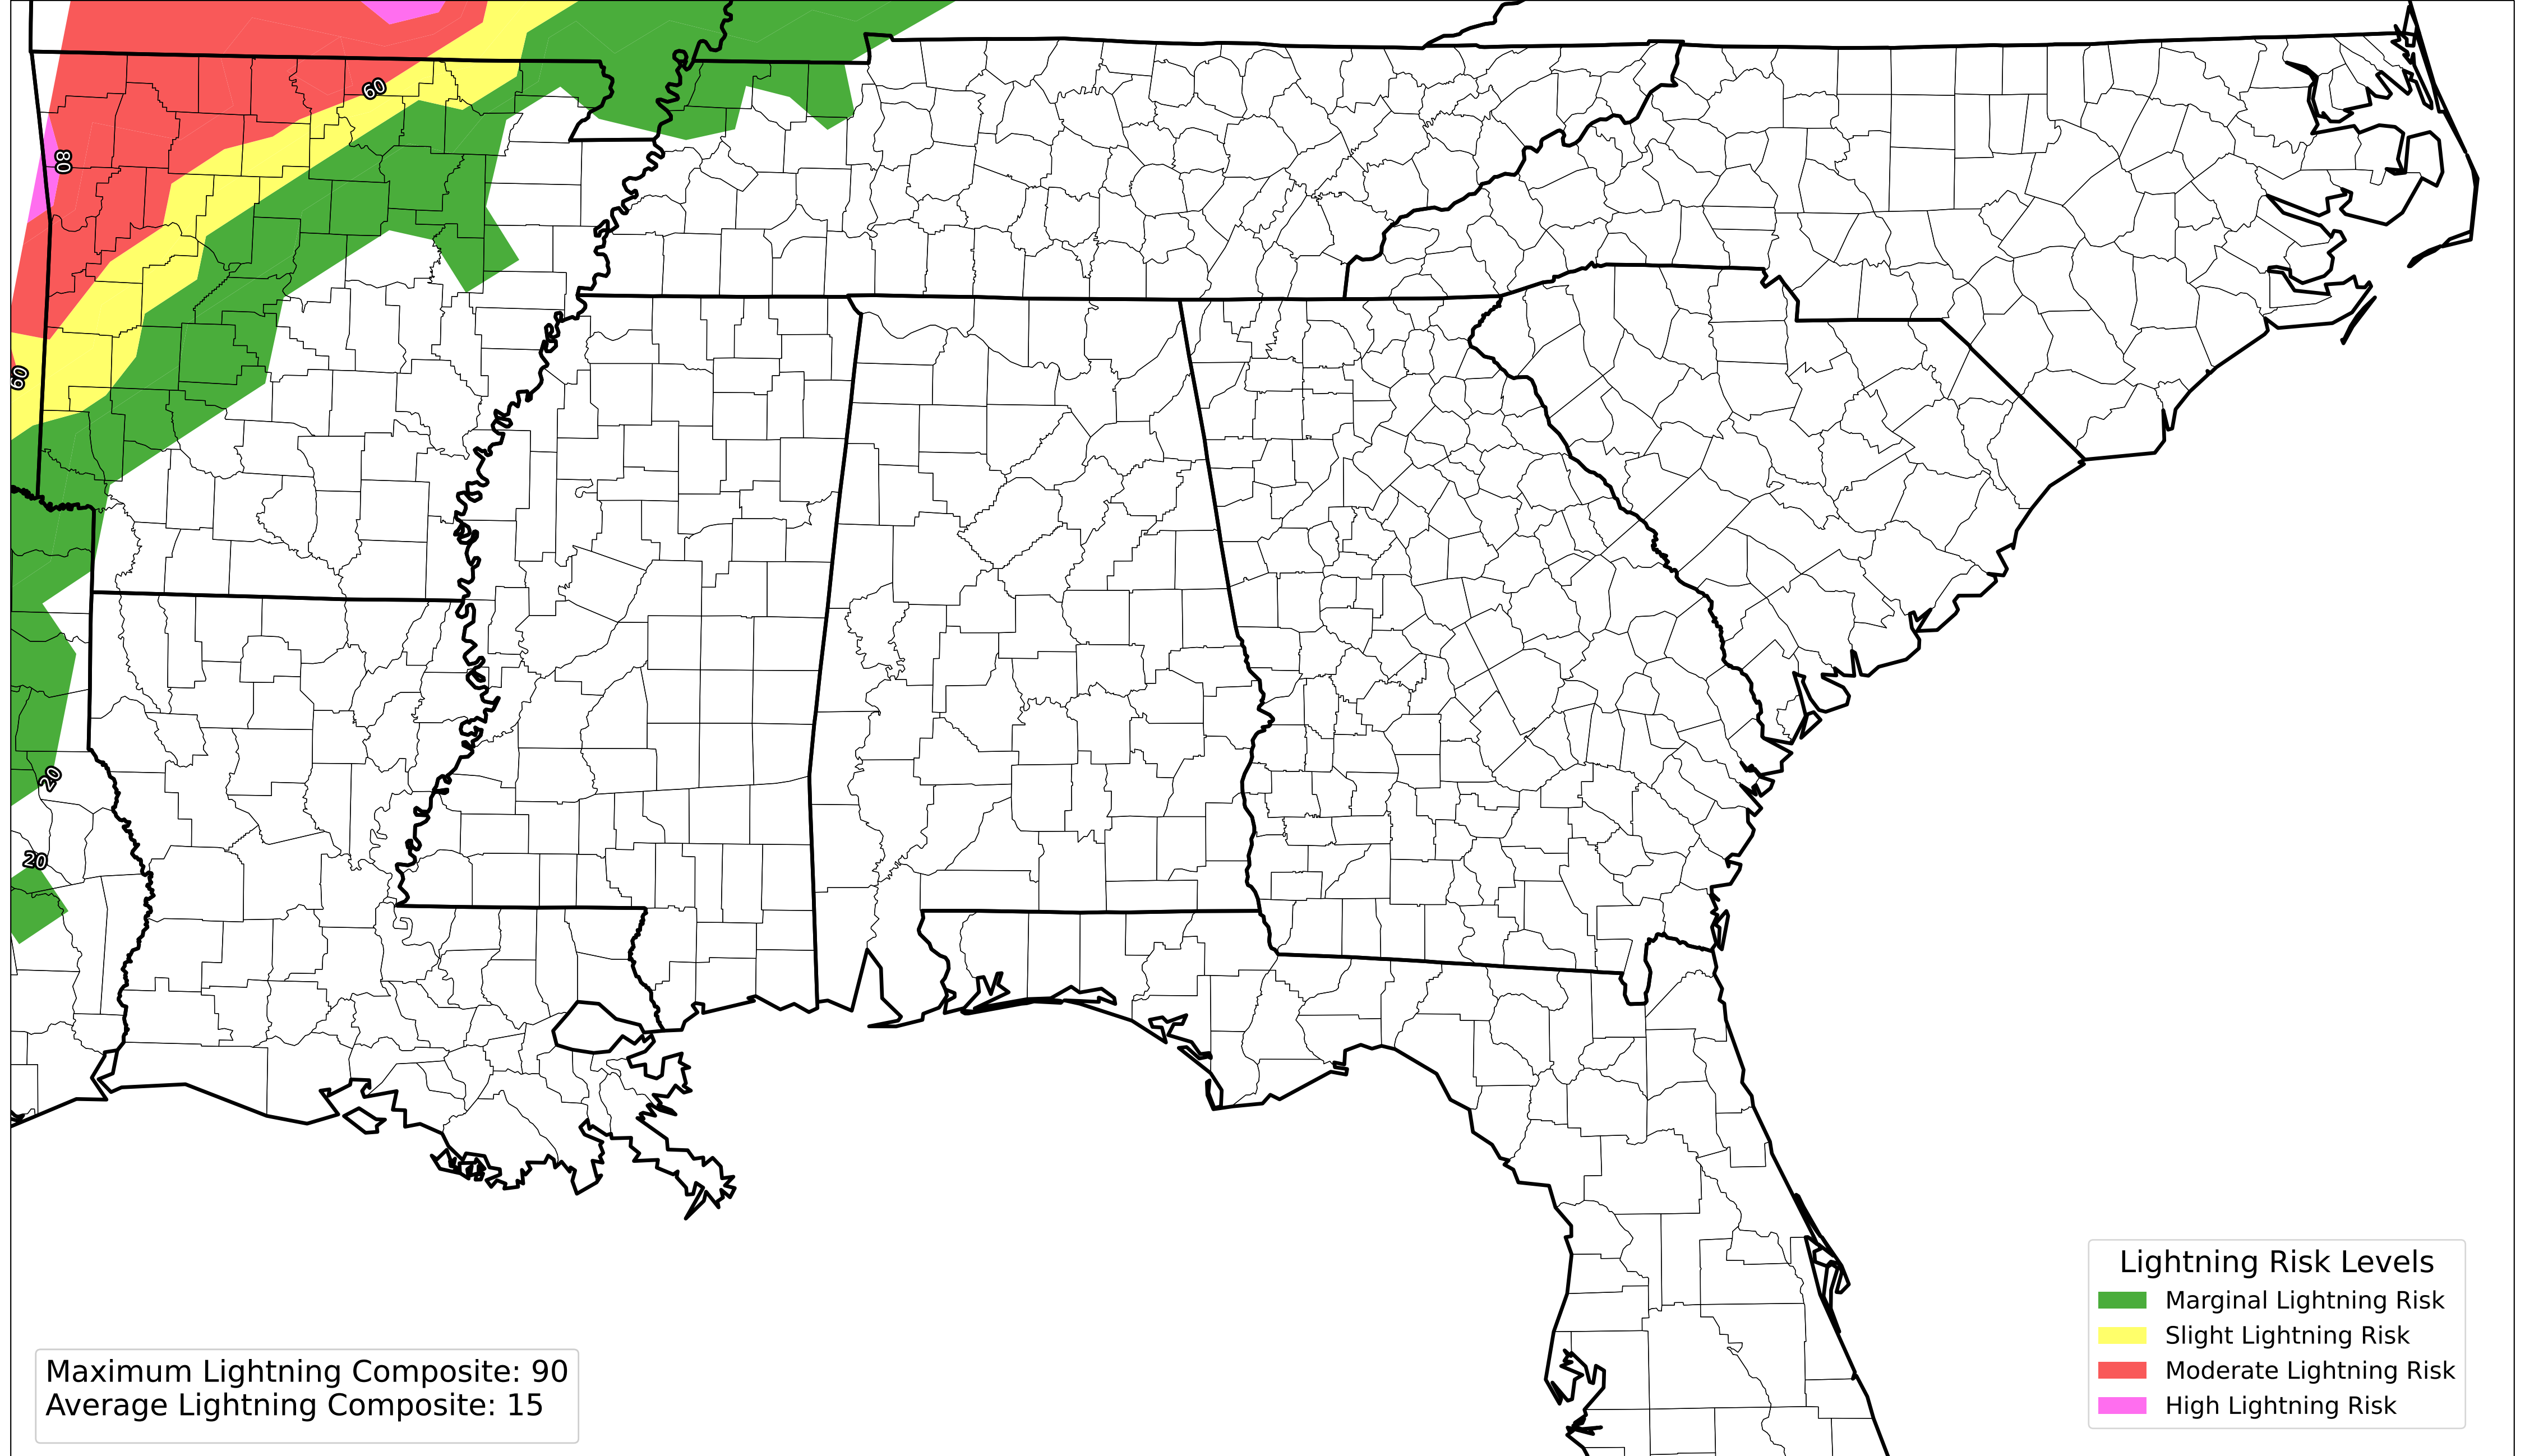 60
80
60
20
20
Lightning Risk Levels
Marginal Lightning Risk
Slight Lightning Risk
Moderate Lightning Risk
High Lightning Risk
Maximum Lightning Composite: 90
Average Lightning Composite: 15